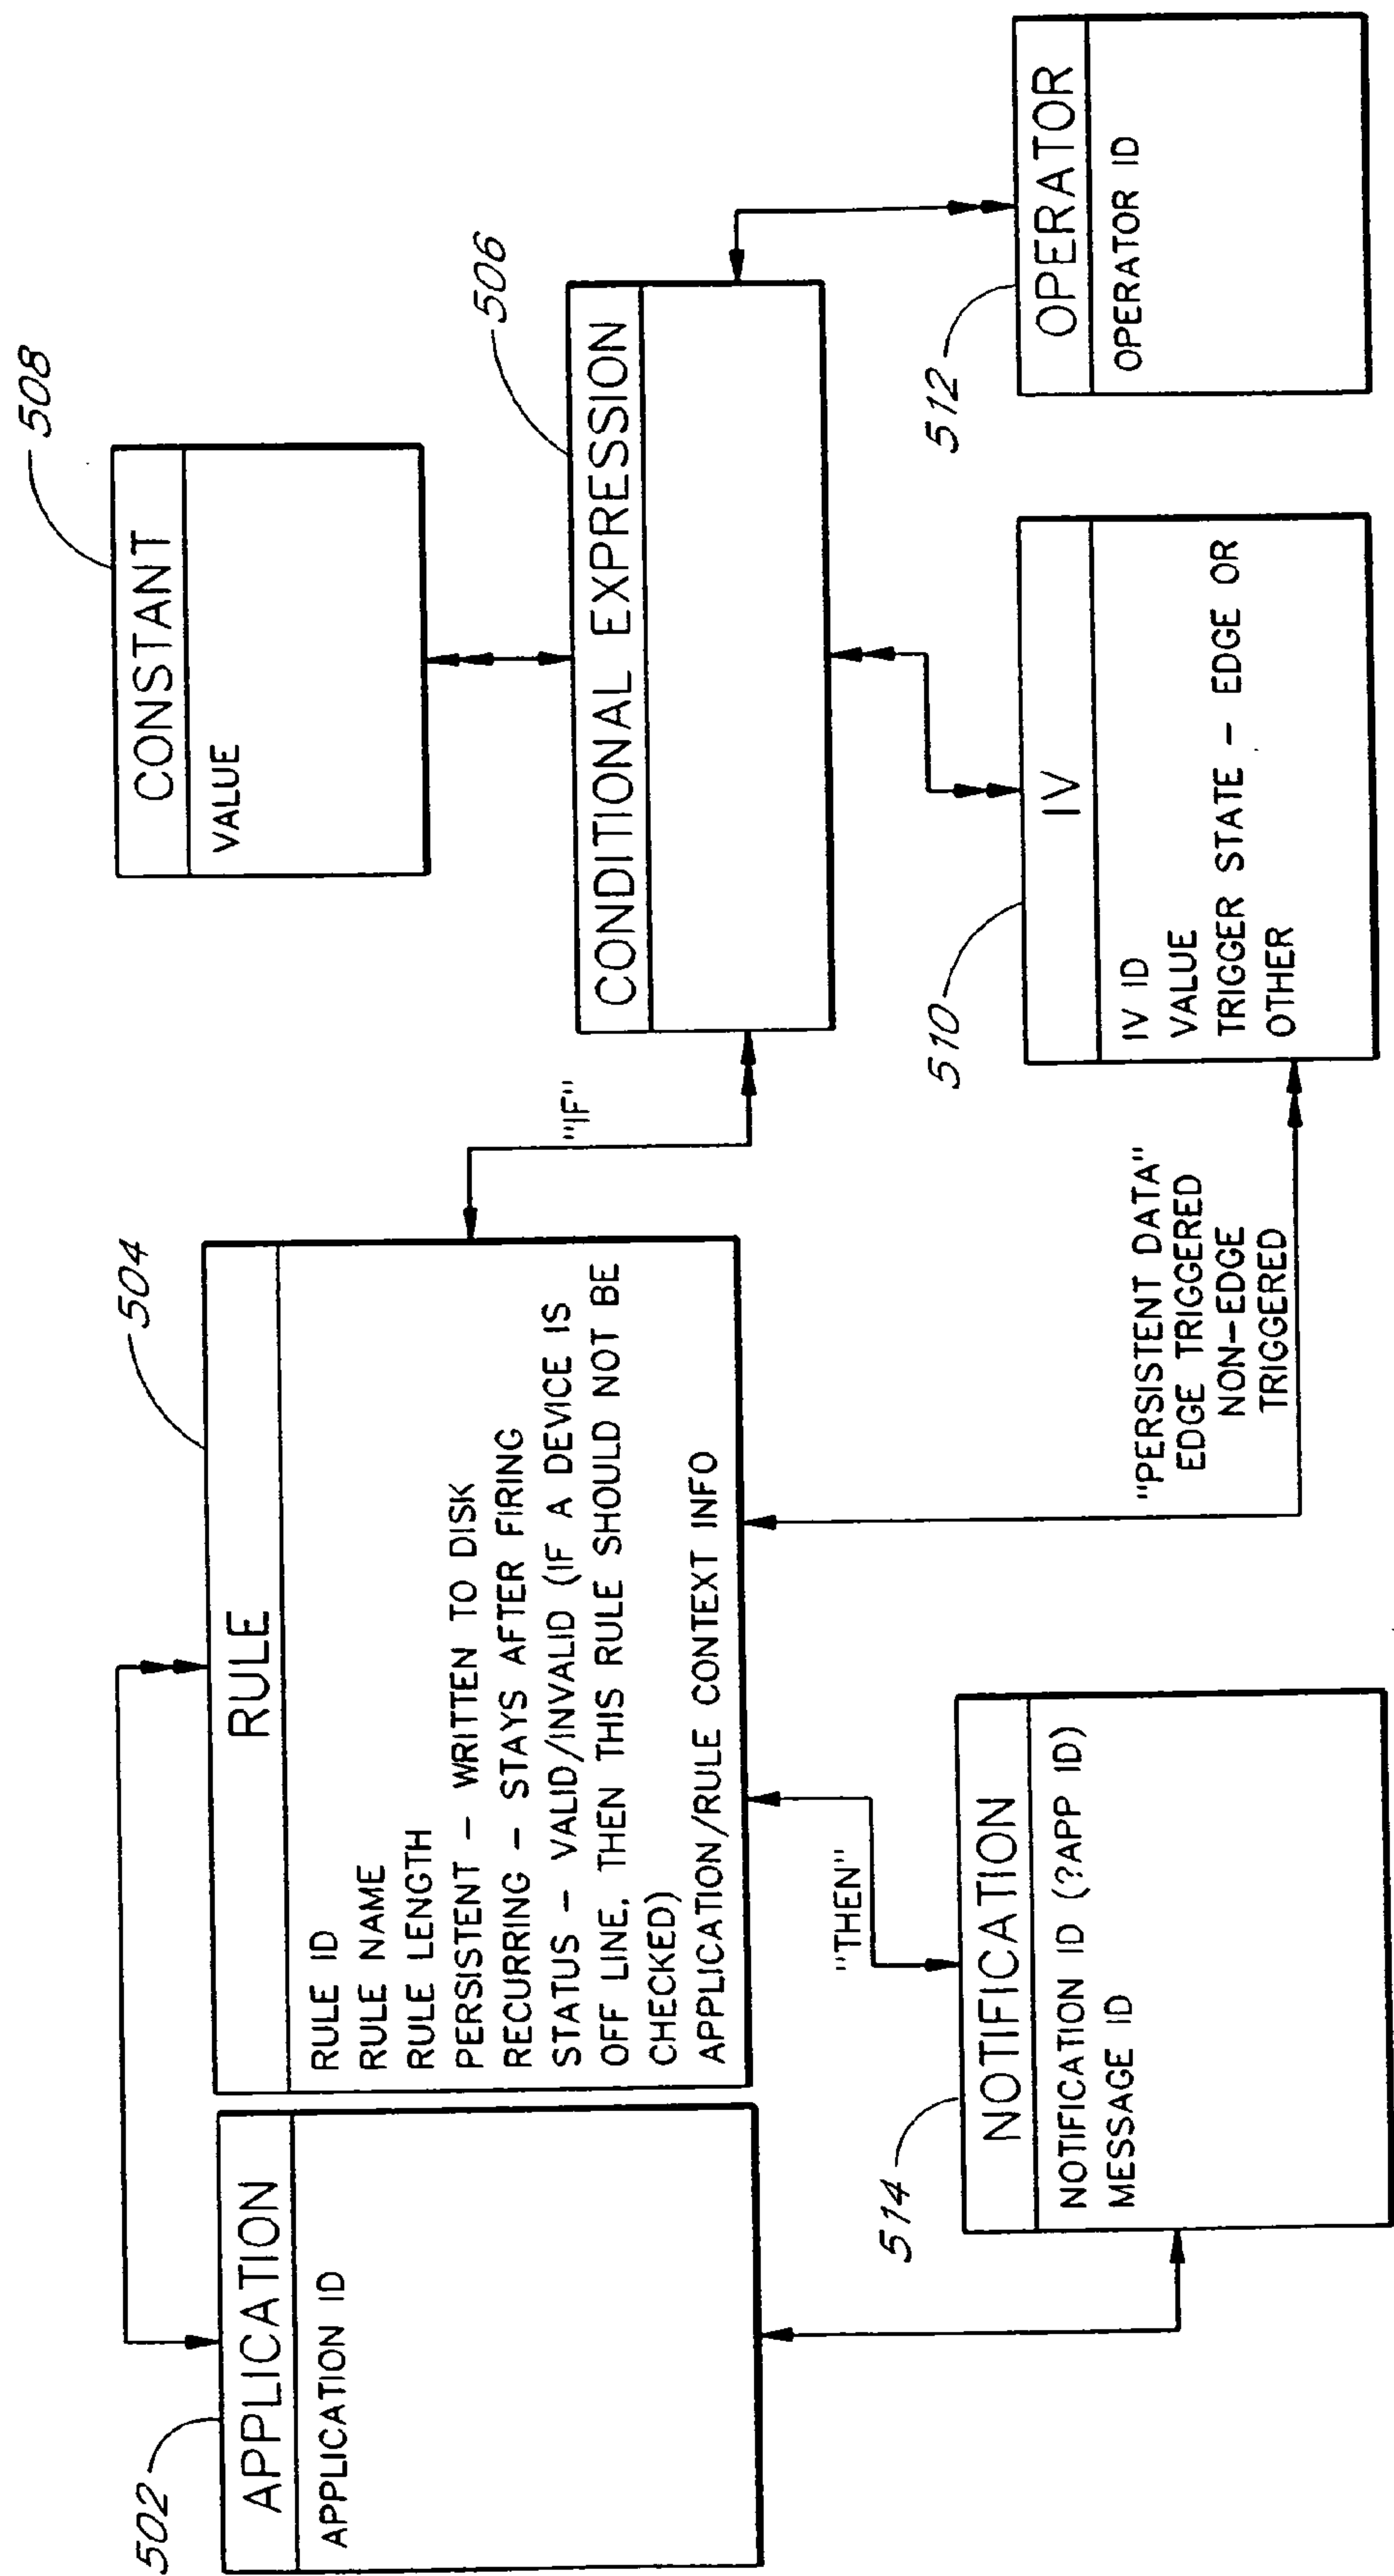 502
APPLICATION
APPLICATION ID
504
RULE
RULE ID
RULE NAME
RULE LENGTH
PERSISTENT – WRITTEN TO DISK
RECURRING – STAYS AFTER FIRING
STATUS – VALID/INVALID (IF A DEVICE IS
OFF LINE, THEN THIS RULE SHOULD NOT BE
CHECKED)
APPLICATION/RULE CONTEXT INFO
"IF"
508
CONSTANT
VALUE
506
CONDITIONAL EXPRESSION
"THEN"
514
NOTIFICATION
NOTIFICATION ID (?APP ID)
MESSAGE ID
"PERSISTENT DATA"
EDGE TRIGGERED
NON-EDGE
TRIGGERED
510
IV
IV ID
VALUE
TRIGGER STATE – EDGE OR
OTHER
512
OPERATOR
OPERATOR ID